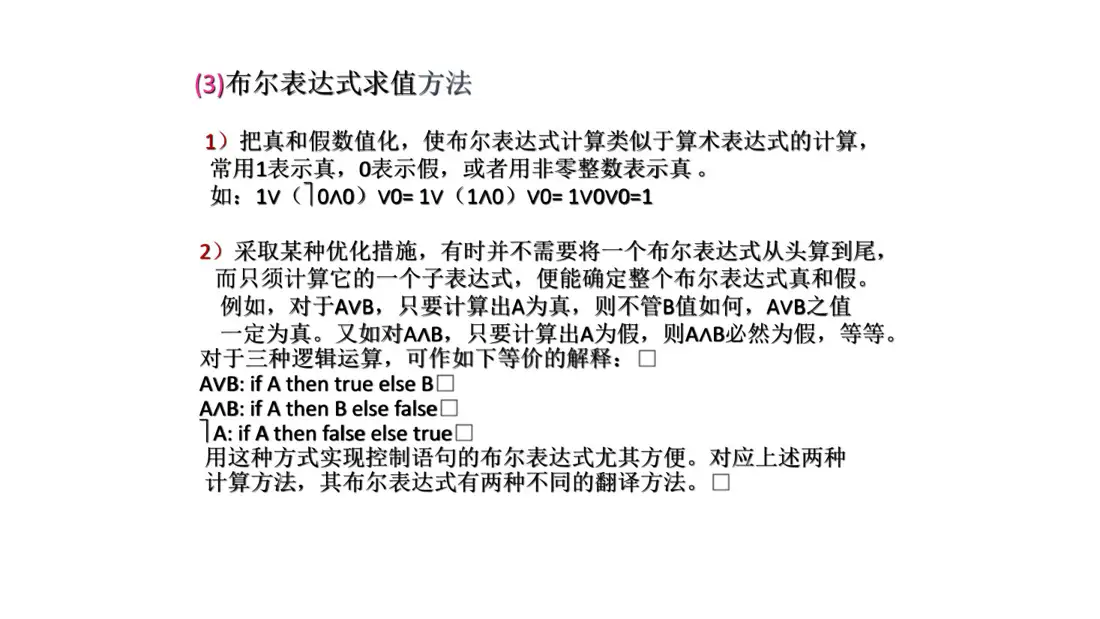 (3)布尔表达式求值方法
1）把真和假数值化，使布尔表达式计算类似于算术表达式的计算，
常用1表示真，0表示假，或者用非零整数表示真 。
如：1∨（⎤0∧0）∨0= 1∨（1∧0）∨0= 1∨0∨0=1
2）采取某种优化措施，有时并不需要将一个布尔表达式从头算到尾，
而只须计算它的一个子表达式，便能确定整个布尔表达式真和假。
例如，对于A∨B，只要计算出A为真，则不管B值如何，A∨B之值
一定为真。又如对A∧B，只要计算出A为假，则A∧B必然为假，等等。
对于三种逻辑运算，可作如下等价的解释：□
A∨B: if A then true else B□
A∧B: if A then B else false□
⎤A: if A then false else true□
用这种方式实现控制语句的布尔表达式尤其方便。对应上述两种
计算方法，其布尔表达式有两种不同的翻译方法。□